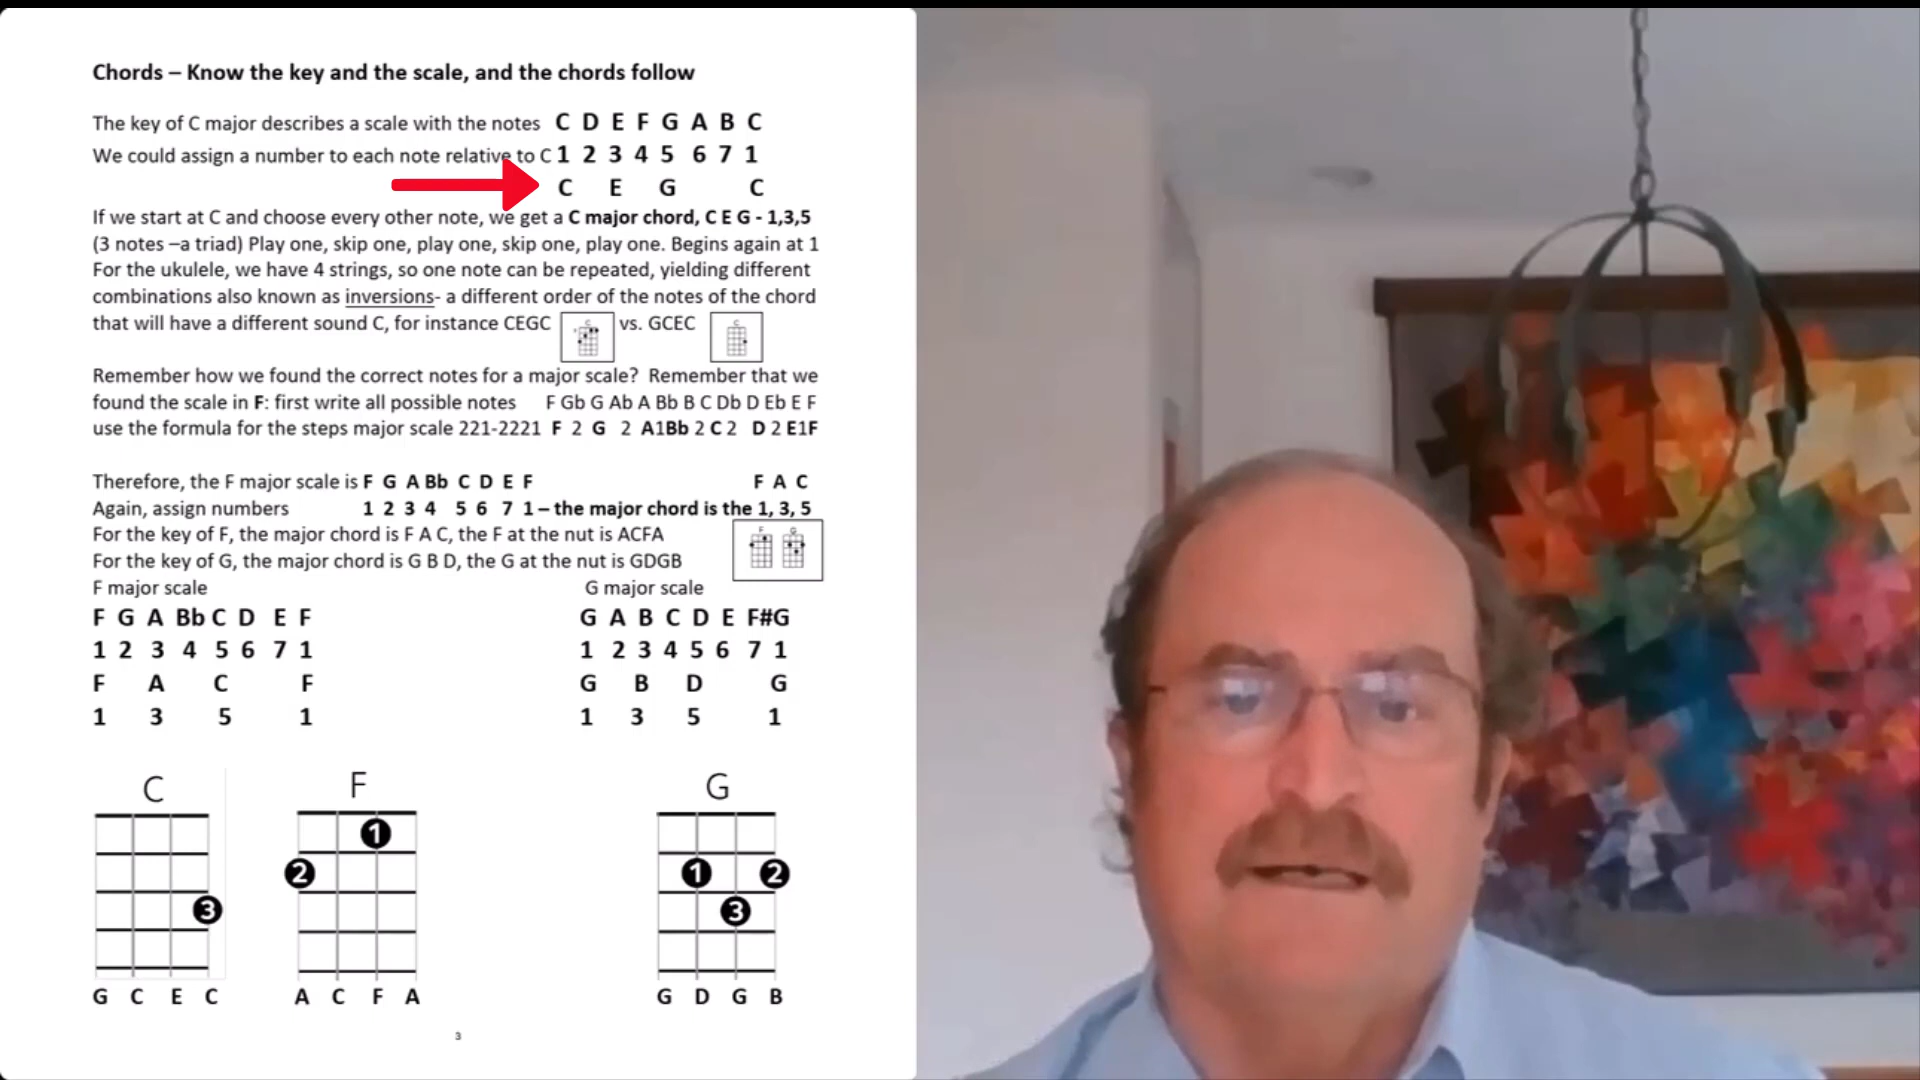 Chords – Know the key and the scale, and the chords follow
The key of C major describes a scale with the notes C D E F G A B C
We could assign a number to each note relative to C 1 2 3 4 5 6 7 1
C E G C
If we start at C and choose every other note, we get a C major chord, C E G - 1,3,5
(3 notes –a triad) Play one, skip one, play one, skip one, play one. Begins again at 1
For the ukulele, we have 4 strings, so one note can be repeated, yielding different
combinations also known as inversions- a different order of the notes of the chord
that will have a different sound C, for instance CEGC C vs. GCEC C
Remember how we found the correct notes for a major scale? Remember that we
found the scale in F: first write all possible notes F Gb G Ab A Bb B C Db D Eb E F
use the formula for the steps major scale 221-2221 F 2 G 2 A1Bb 2 C 2 D 2 E1F
Therefore, the F major scale is F G A Bb C D E F F A C
Again, assign numbers 1 2 3 4 5 6 7 1 – the major chord is the 1, 3, 5
For the key of F, the major chord is F A C, the F at the nut is ACFA F G
For the key of G, the major chord is G B D, the G at the nut is GDGB
F major scale G major scale
F G A Bb C D E F G A B C D E F#G
1 2 3 4 5 6 7 1 1 2 3 4 5 6 7 1
F A C F G B D G
1 3 5 1 1 3 5 1
C F G
1
2 1 2
3 3
G C E C A C F A G D G B
3